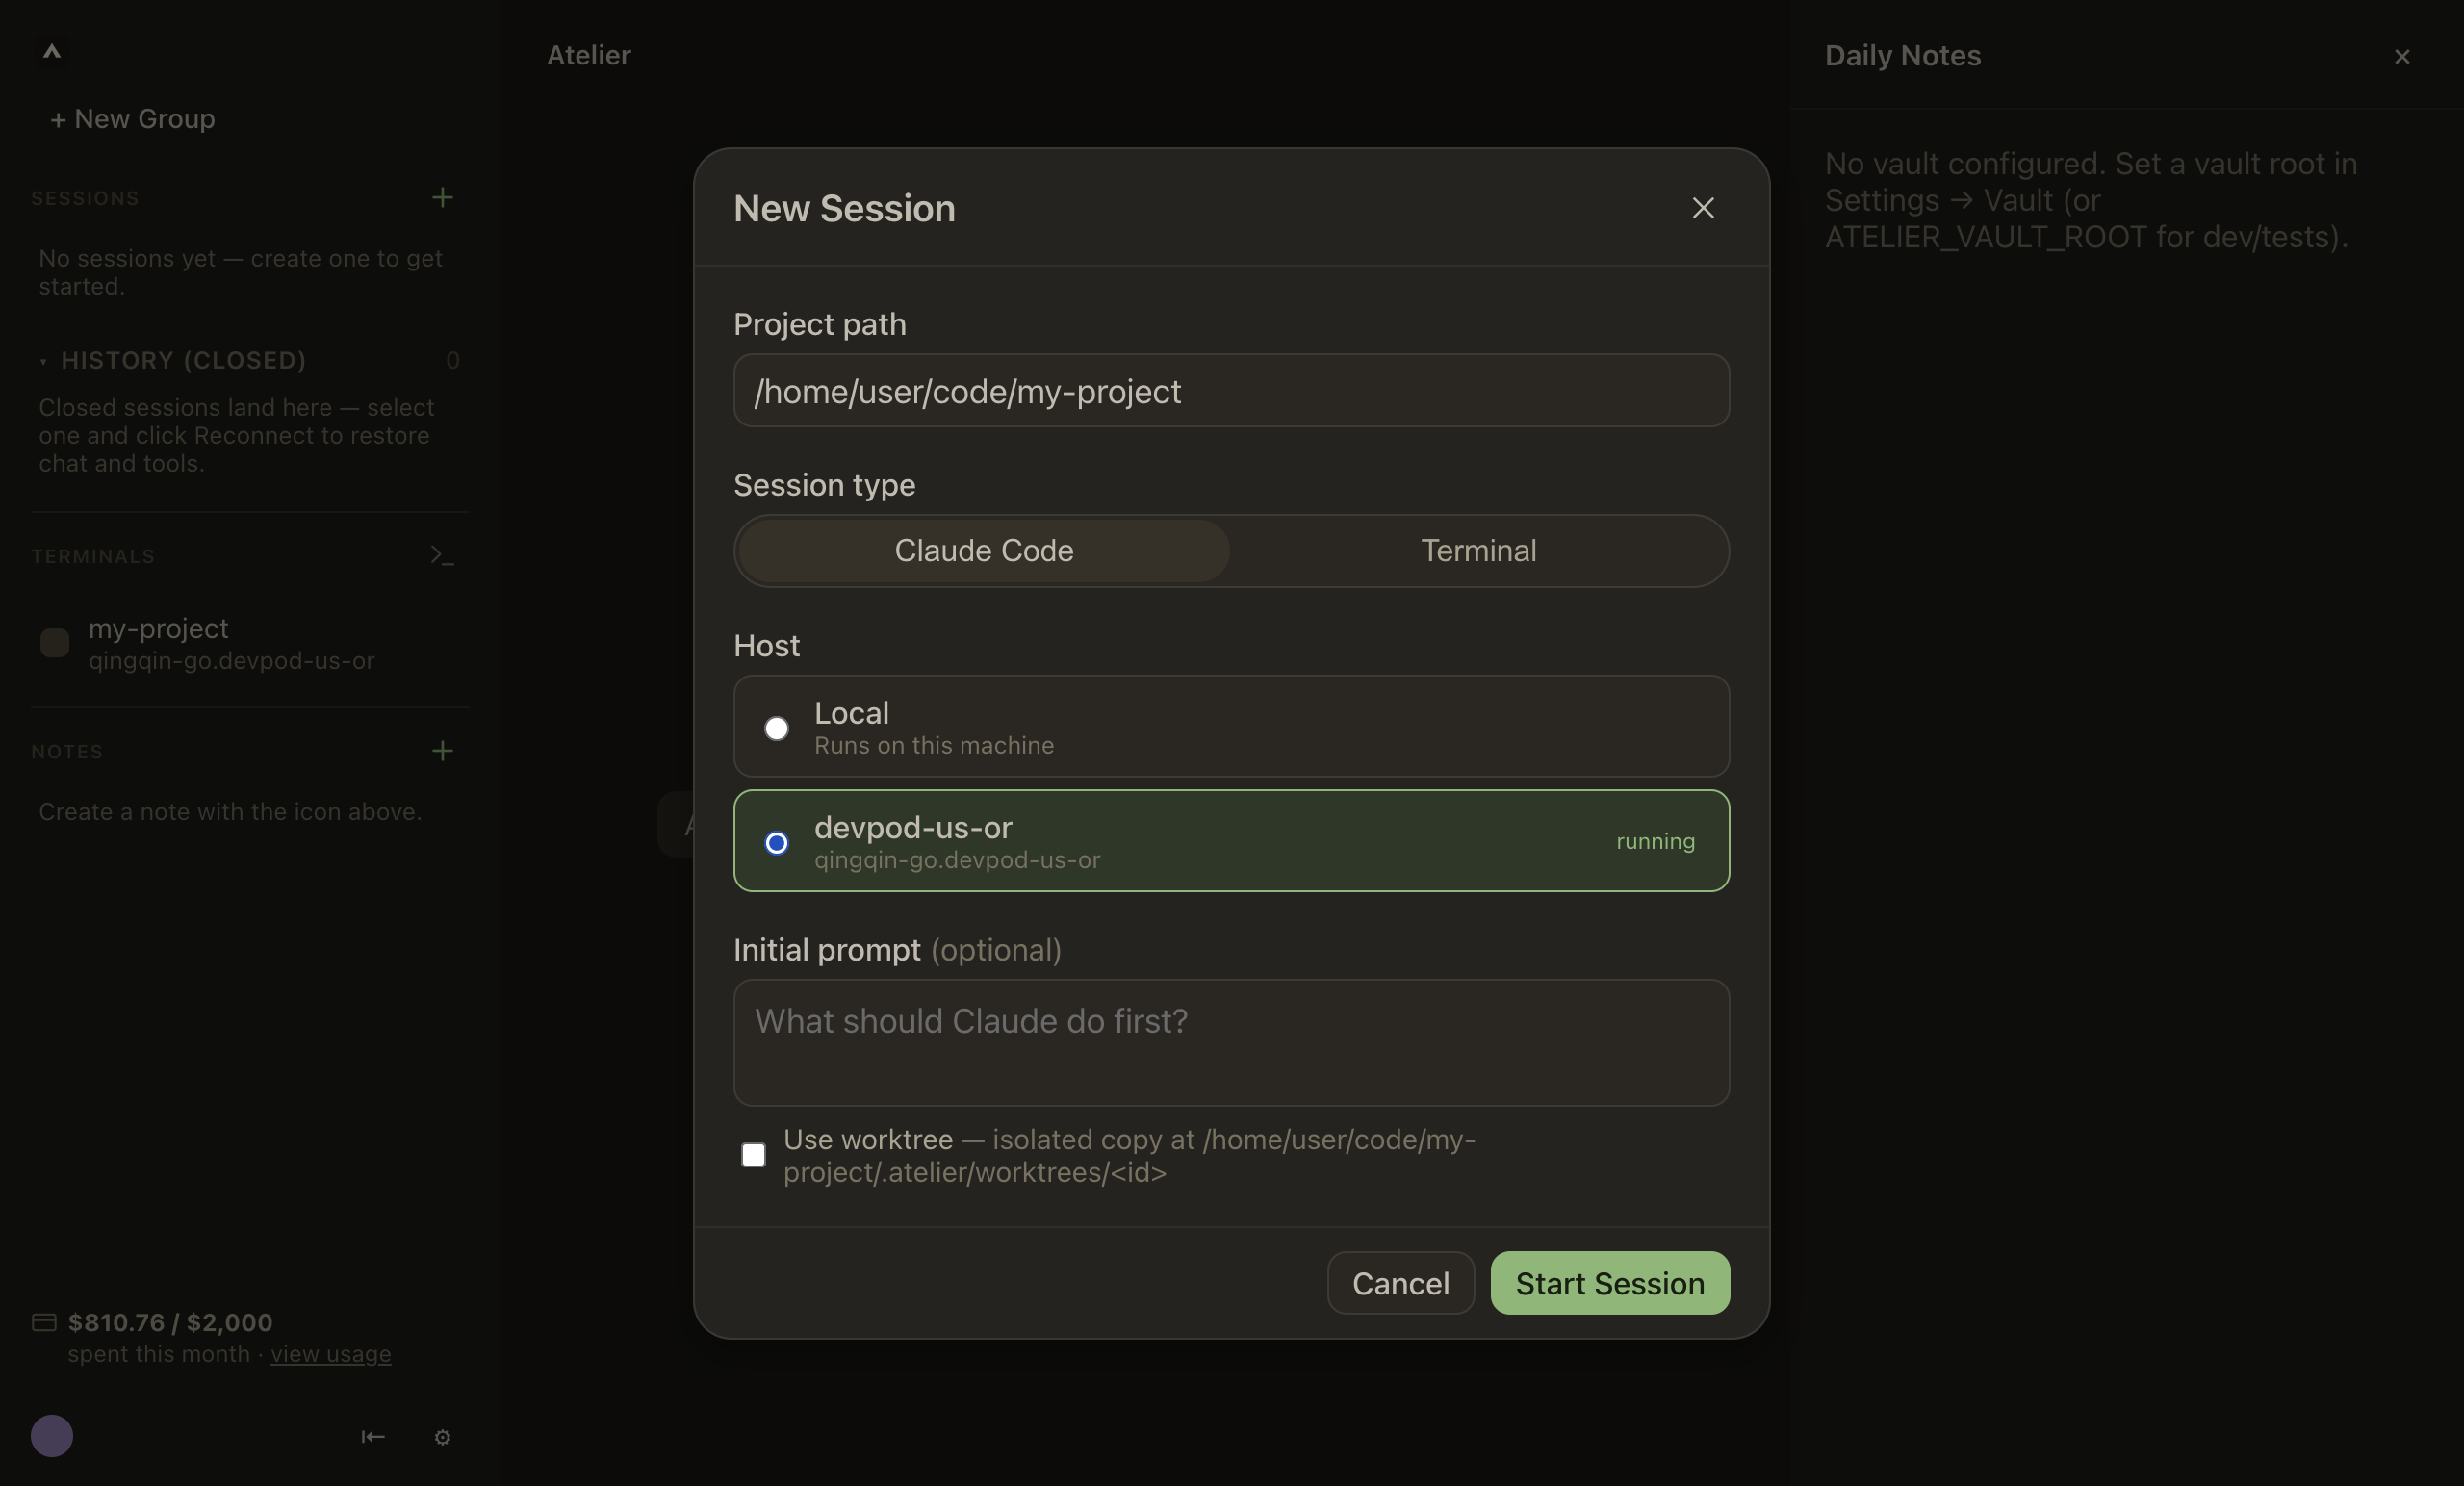 + New Group
SESSIONS
No sessions yet — create one to get
started.
HISTORY (CLOSED) 0
Closed sessions land here — select
one and click Reconnect to restore
chat and tools.
TERMINALS
my-project
qingqin-go.devpod-us-or
NOTES
Create a note with the icon above.
$810.76 / $2,000
spent this month · view usage
Atelier
New Session
Project path
/home/user/code/my-project
Session type
Claude Code Terminal
Host
Local
Runs on this machine
devpod-us-or
qingqin-go.devpod-us-or
running
Initial prompt (optional)
What should Claude do first?
Use worktree — isolated copy at /home/user/code/my-
project/.atelier/worktrees/<id>
Cancel Start Session
Daily Notes
No vault configured. Set a vault root in
Settings → Vault (or
ATELIER_VAULT_ROOT for dev/tests).